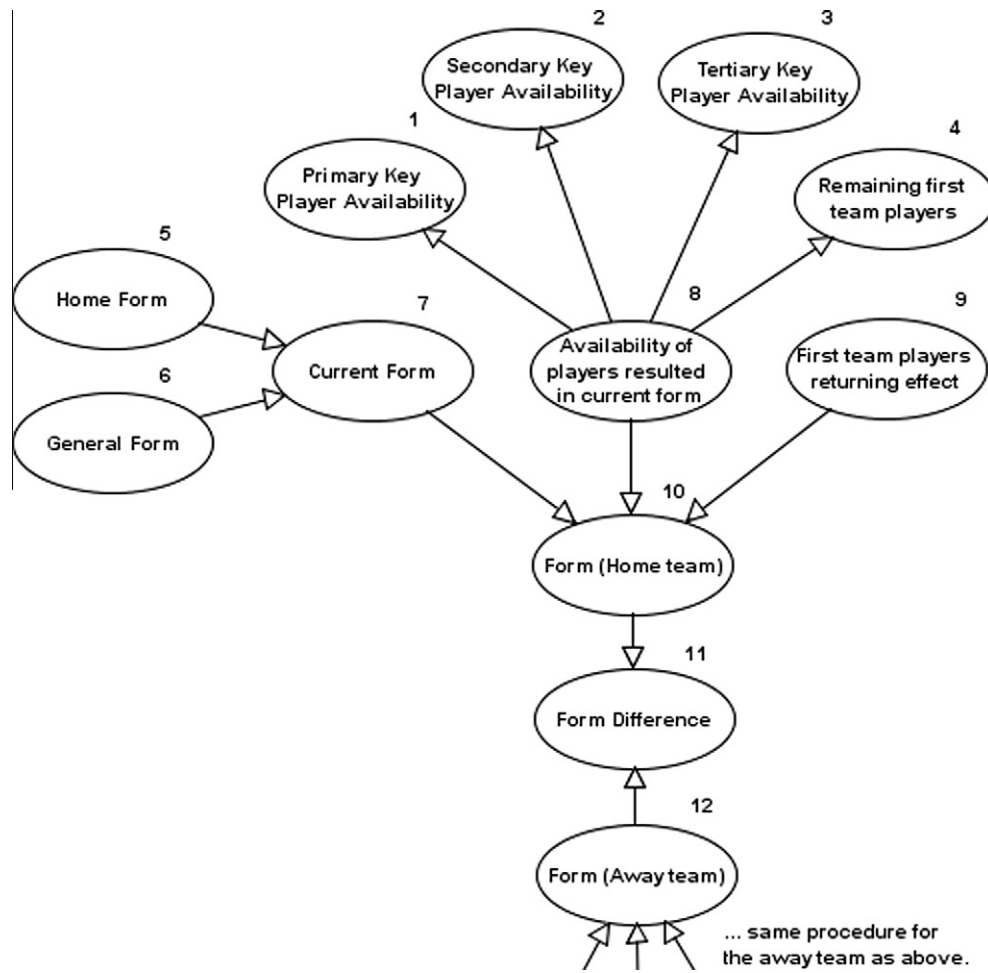 2
Secondary Key
Player Availability
3
Tertiary Key
Player Availability
1
Primary Key
Player Availability
4
Remaining first
team players
5
Home Form
6
General Form
7
Current Form
8
Availability of
players resulted
in current form
9
First team players
returning effect
10
Form (Home team)
11
Form Difference
12
Form (Away team)
... same procedure for
the away team as above.